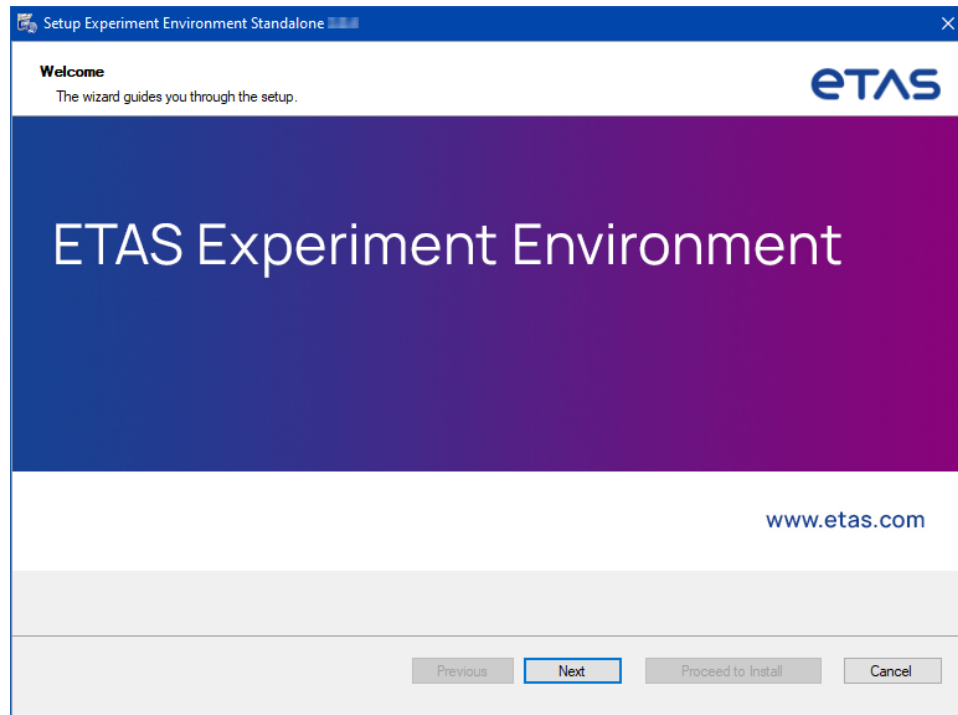 Setup Experiment Environment Standalone
Welcome
The wizard guides you through the setup.
eTAS
ETAS Experiment Environment
www.etas.com
Previous
Next
Proceed to Install
Cancel